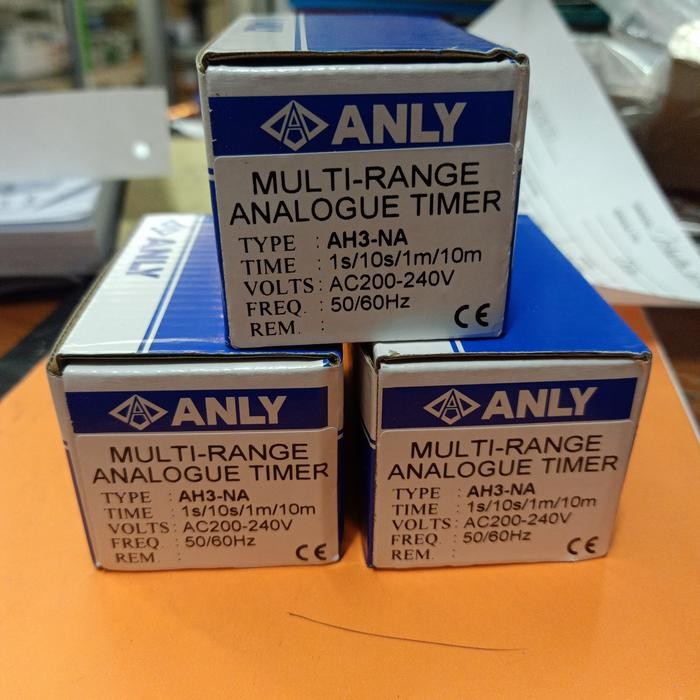 MULTI
ANLY
MULTI-RANGE
ANALOGUE TIMER
TYPE : AH3-NA
TIME : 1s/10s/1m/10m
VOLTS : AC200-240V
FREQ. : 50/60Hz
REM. :
CE
ANLY
ANLY
MULTI-RANGE
ANALOGUE TIMER
TYPE : AH3-NA
TIME : 1s/10s/1m/10m
VOLTS : AC200-240V
FREQ. : 50/60Hz
REM. :
CE
ANLY
MULTI-RANGE
ANALOGUE TIMER
TYPE : AH3-NA
TIME : 1s/10s/1m/10m
VOLTS : AC200-240V
FREQ. : 50/60Hz
REM. :
CE